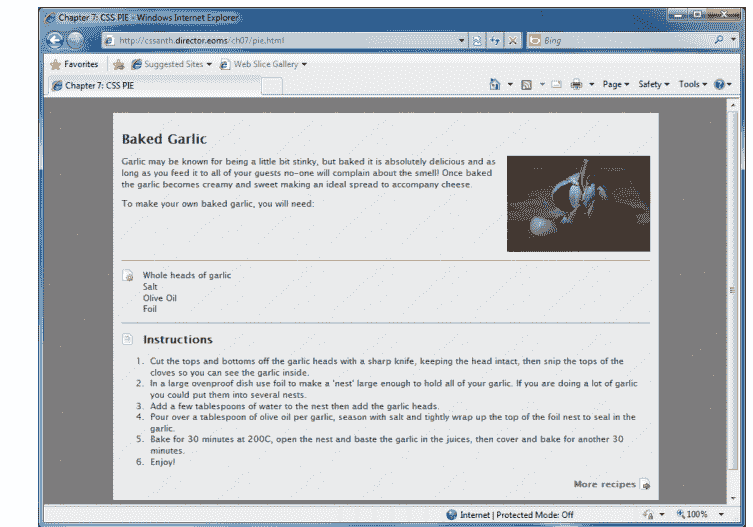 Chapter 7: CSS PIE - Windows Internet Explorer
http://cssanth.director.eoms/ch07/pie.html
Bing
Favorites Suggested Sites Web Slice Gallery
Chapter 7: CSS PIE Page Safety Tools
Baked Garlic
Garlic may be known for being a little bit stinky, but baked it is absolutely delicious and as
long as you feed it to all of your guests no-one will complain about the smell! Once baked
the garlic becomes creamy and sweet making an ideal spread to accompany cheese.
To make your own baked garlic, you will need:
Whole heads of garlic
Salt
Olive Oil
Foil
Instructions
1. Cut the tops and bottoms off the garlic heads with a sharp knife, keeping the head intact, then snip the tops of the
cloves so you can see the garlic inside.
2. In a large ovenproof dish use foil to make a 'nest' large enough to hold all of your garlic. If you are doing a lot of garlic
you could put them into several nests.
3. Add a few tablespoons of water to the nest then add the garlic heads.
4. Pour over a tablespoon of olive oil per garlic, season with salt and tightly wrap up the top of the foil nest to seal in the
garlic.
5. Bake for 30 minutes at 200C, open the nest and baste the garlic in the juices, then cover and bake for another 30
minutes.
6. Enjoy!
More recipes
Internet | Protected Mode: Off 100%